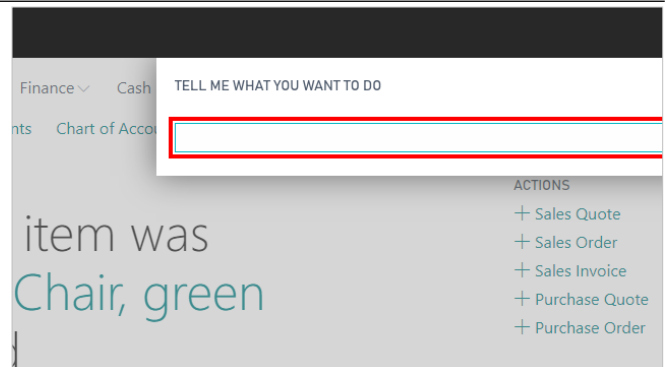 Finance Cash
TELL ME WHAT YOU WANT TO DO
nts Chart of Accou
ACTIONS
+ Sales Quote
+ Sales Order
+ Sales Invoice
+ Purchase Quote
+ Purchase Order
item was
Chair, green